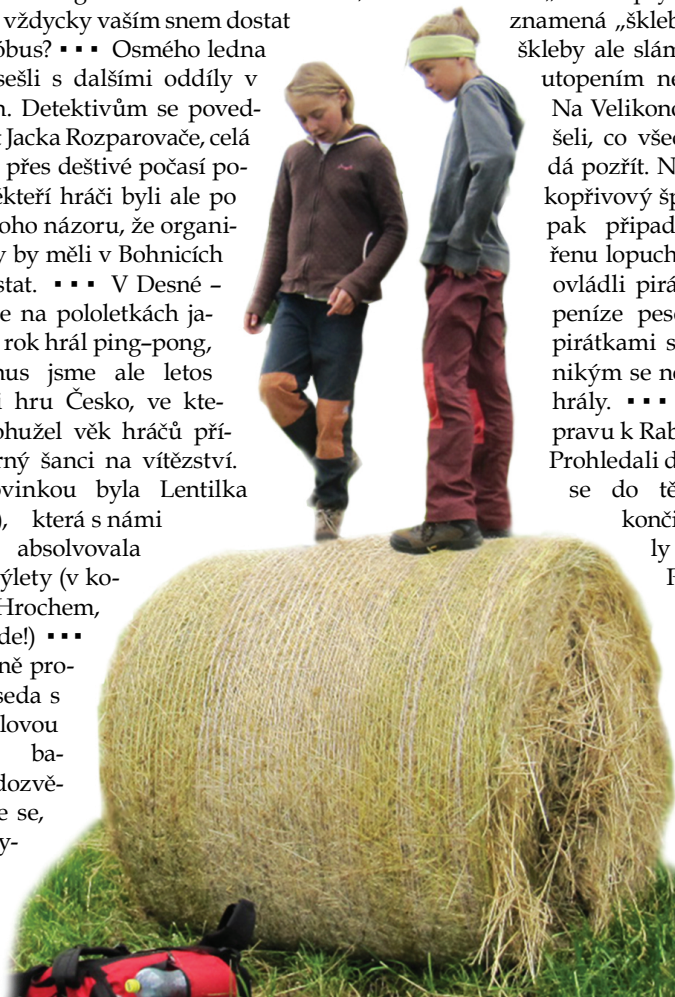 vždycky vaším snem dostat
óbus? ▪▪▪ Osmého ledna
sešli s dalšími oddíly v
. Detektivům se poved-
Jacka Rozparovače, celá
přes deštivé počasí po-
ěkteří hráči byli ale po
oho názoru, že organi-
y by měli v Bohnicích
stat. ▪▪▪ V Desné –
e na pololetkách ja-
rok hrál ping–pong,
nus jsme ale letos
i hru Česko, ve kte-
ohužel věk hráčů pří-
rný šanci na vítězství.
ovinkou byla Lentilka
), která s námi
absolvovala
ýlety (v ko-
Hrochem,
de!) ▪▪▪
ně pro-
seda s
lovou
ba-
dozvě-
e se,
y-
znamená „škleb
škleby ale slám
utopením ne
Na Velikono
šeli, co všec
dá pozřít. N
kopřivový šp
pak připad
řenu lopuch
ovládli pirá
peníze pes
pirátkami s
nikým se ne
hrály. ▪▪▪
pravu k Rab
Prohledali d
se do tě
konči
ly